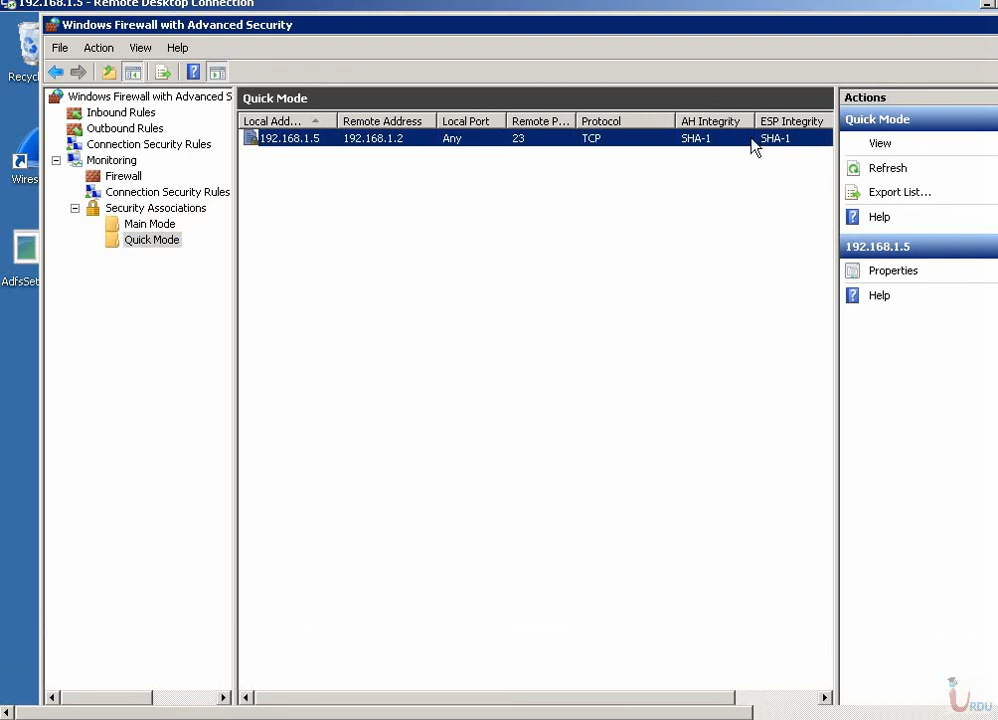 192.168.1.5 - Remote Desktop Connection
Windows Firewall with Advanced Security
File Action View Help
Recyc
Wires
AdfsSet
Windows Firewall with Advanced S
Inbound Rules
Outbound Rules
Connection Security Rules
Monitoring
Firewall
Connection Security Rules
Security Associations
Main Mode
Quick Mode
Quick Mode
Local Add... Remote Address Local Port Remote P... Protocol AH Integrity ESP Integrity
192.168.1.5 192.168.1.2 Any 23 TCP SHA-1 SHA-1
Actions
Quick Mode
View
Refresh
Export List...
Help
192.168.1.5
Properties
Help
URDU